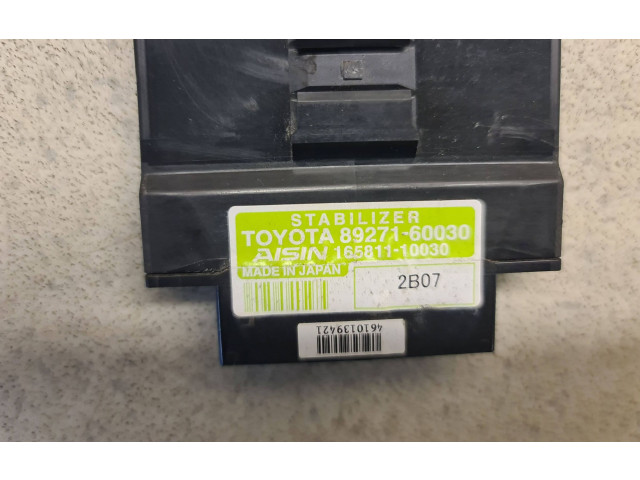 STABILIZER
TOYOTA 89271-60030
AISIN 165811-10030
MADE IN JAPAN
2B07
4610139421